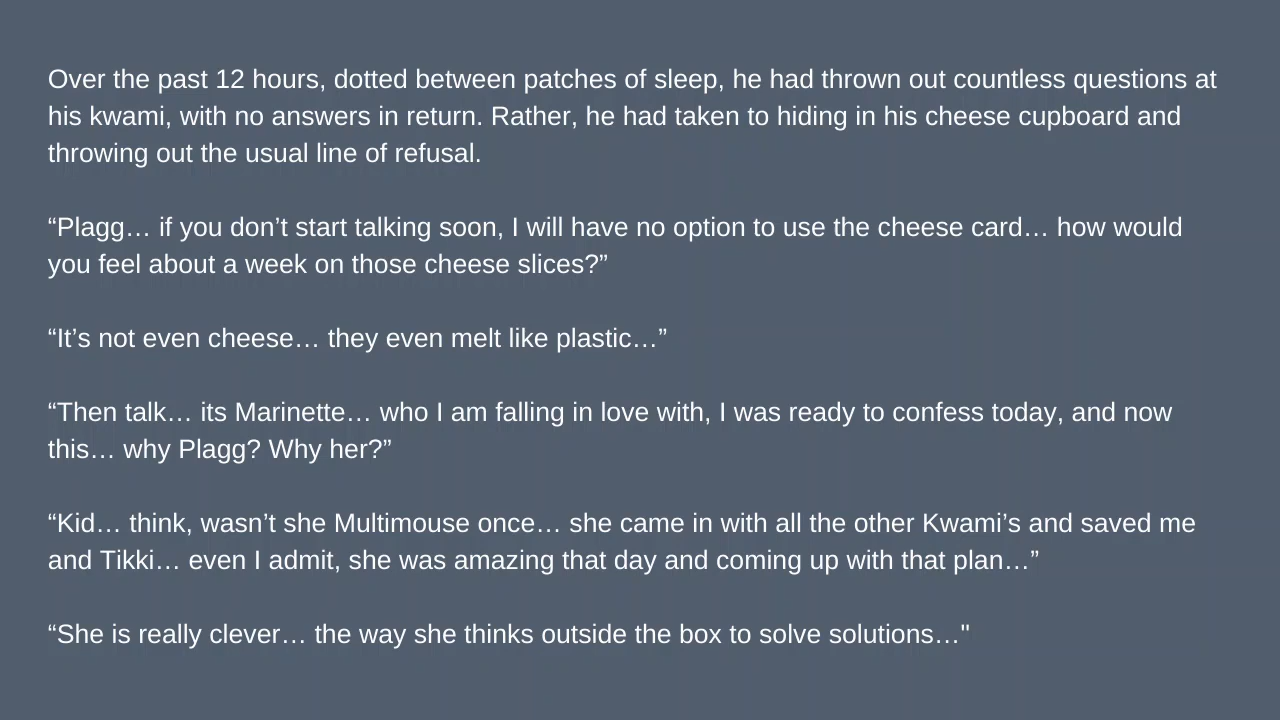 Over the past 12 hours, dotted between patches of sleep, he had thrown out countless questions at
his kwami, with no answers in return. Rather, he had taken to hiding in his cheese cupboard and
throwing out the usual line of refusal.
“Plagg… if you don’t start talking soon, I will have no option to use the cheese card… how would
you feel about a week on those cheese slices?”
“It’s not even cheese… they even melt like plastic…”
“Then talk… its Marinette… who I am falling in love with, I was ready to confess today, and now
this… why Plagg? Why her?”
“Kid… think, wasn’t she Multimouse once… she came in with all the other Kwami’s and saved me
and Tikki… even I admit, she was amazing that day and coming up with that plan…”
“She is really clever… the way she thinks outside the box to solve solutions…"